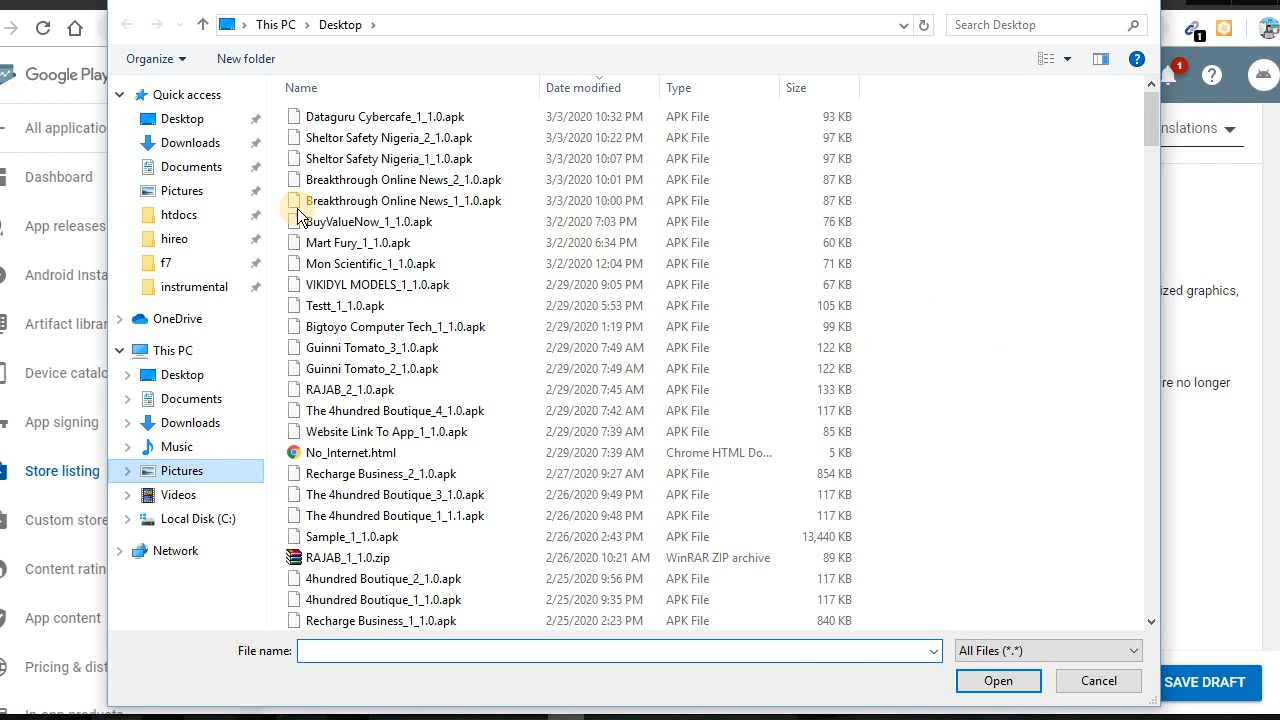 This PC > Desktop >
Search Desktop
Organize
New folder
Google Play
Name
Date modified
Type
Size
Quick access
Desktop
Downloads
Documents
Pictures
htdocs
hireo
f7
instrumental
OneDrive
This PC
Desktop
Documents
Downloads
Music
Pictures
Videos
Local Disk (C:)
Network
Dataguru Cybercafe_1_1.0.apk 3/3/2020 10:32 PM APK File 93 KB
Sheltor Safety Nigeria_2_1.0.apk 3/3/2020 10:22 PM APK File 97 KB
Sheltor Safety Nigeria_1_1.0.apk 3/3/2020 10:07 PM APK File 97 KB
Breakthrough Online News_2_1.0.apk 3/3/2020 10:01 PM APK File 87 KB
Breakthrough Online News_1_1.0.apk 3/3/2020 10:00 PM APK File 87 KB
BuyValueNow_1_1.0.apk 3/2/2020 7:03 PM APK File 76 KB
Mart Fury_1_1.0.apk 3/2/2020 6:34 PM APK File 60 KB
Mon Scientific_1_1.0.apk 3/2/2020 12:04 PM APK File 71 KB
VIKIDYL MODELS_1_1.0.apk 2/29/2020 9:05 PM APK File 67 KB
Testt_1_1.0.apk 2/29/2020 5:53 PM APK File 105 KB
Bigtoyo Computer Tech_1_1.0.apk 2/29/2020 1:19 PM APK File 99 KB
Guinni Tomato_3_1.0.apk 2/29/2020 7:49 AM APK File 122 KB
Guinni Tomato_2_1.0.apk 2/29/2020 7:49 AM APK File 122 KB
RAJAB_2_1.0.apk 2/29/2020 7:45 AM APK File 133 KB
The 4hundred Boutique_4_1.0.apk 2/29/2020 7:42 AM APK File 117 KB
Website Link To App_1_1.0.apk 2/29/2020 7:39 AM APK File 85 KB
No_Internet.html 2/29/2020 7:39 AM Chrome HTML Do... 5 KB
Recharge Business_2_1.0.apk 2/27/2020 9:27 AM APK File 854 KB
The 4hundred Boutique_3_1.0.apk 2/26/2020 9:49 PM APK File 117 KB
The 4hundred Boutique_1_1.1.apk 2/26/2020 9:48 PM APK File 117 KB
Sample_1_1.0.apk 2/26/2020 2:43 PM APK File 13,440 KB
RAJAB_1_1.0.zip 2/26/2020 10:21 AM WinRAR ZIP archive 89 KB
4hundred Boutique_2_1.0.apk 2/25/2020 9:56 PM APK File 117 KB
4hundred Boutique_1_1.0.apk 2/25/2020 9:35 PM APK File 117 KB
Recharge Business_1_1.0.apk 2/25/2020 2:23 PM APK File 840 KB
File name:
All Files (*.*)
Open
Cancel
All applicatio
Dashboard
App releases
Android Insta
Artifact librar
Device catalo
App signing
Store listing
Custom store
Content ratin
App content
Pricing & dist
1
1
nslations
ized graphics,
re no longer
SAVE DRAFT